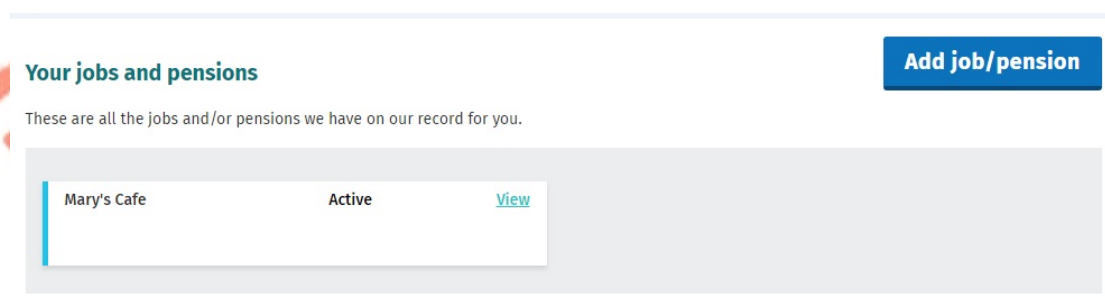 Add job/pension
Your jobs and pensions
These are all the jobs and/or pensions we have on our record for you.
Mary's Cafe Active View